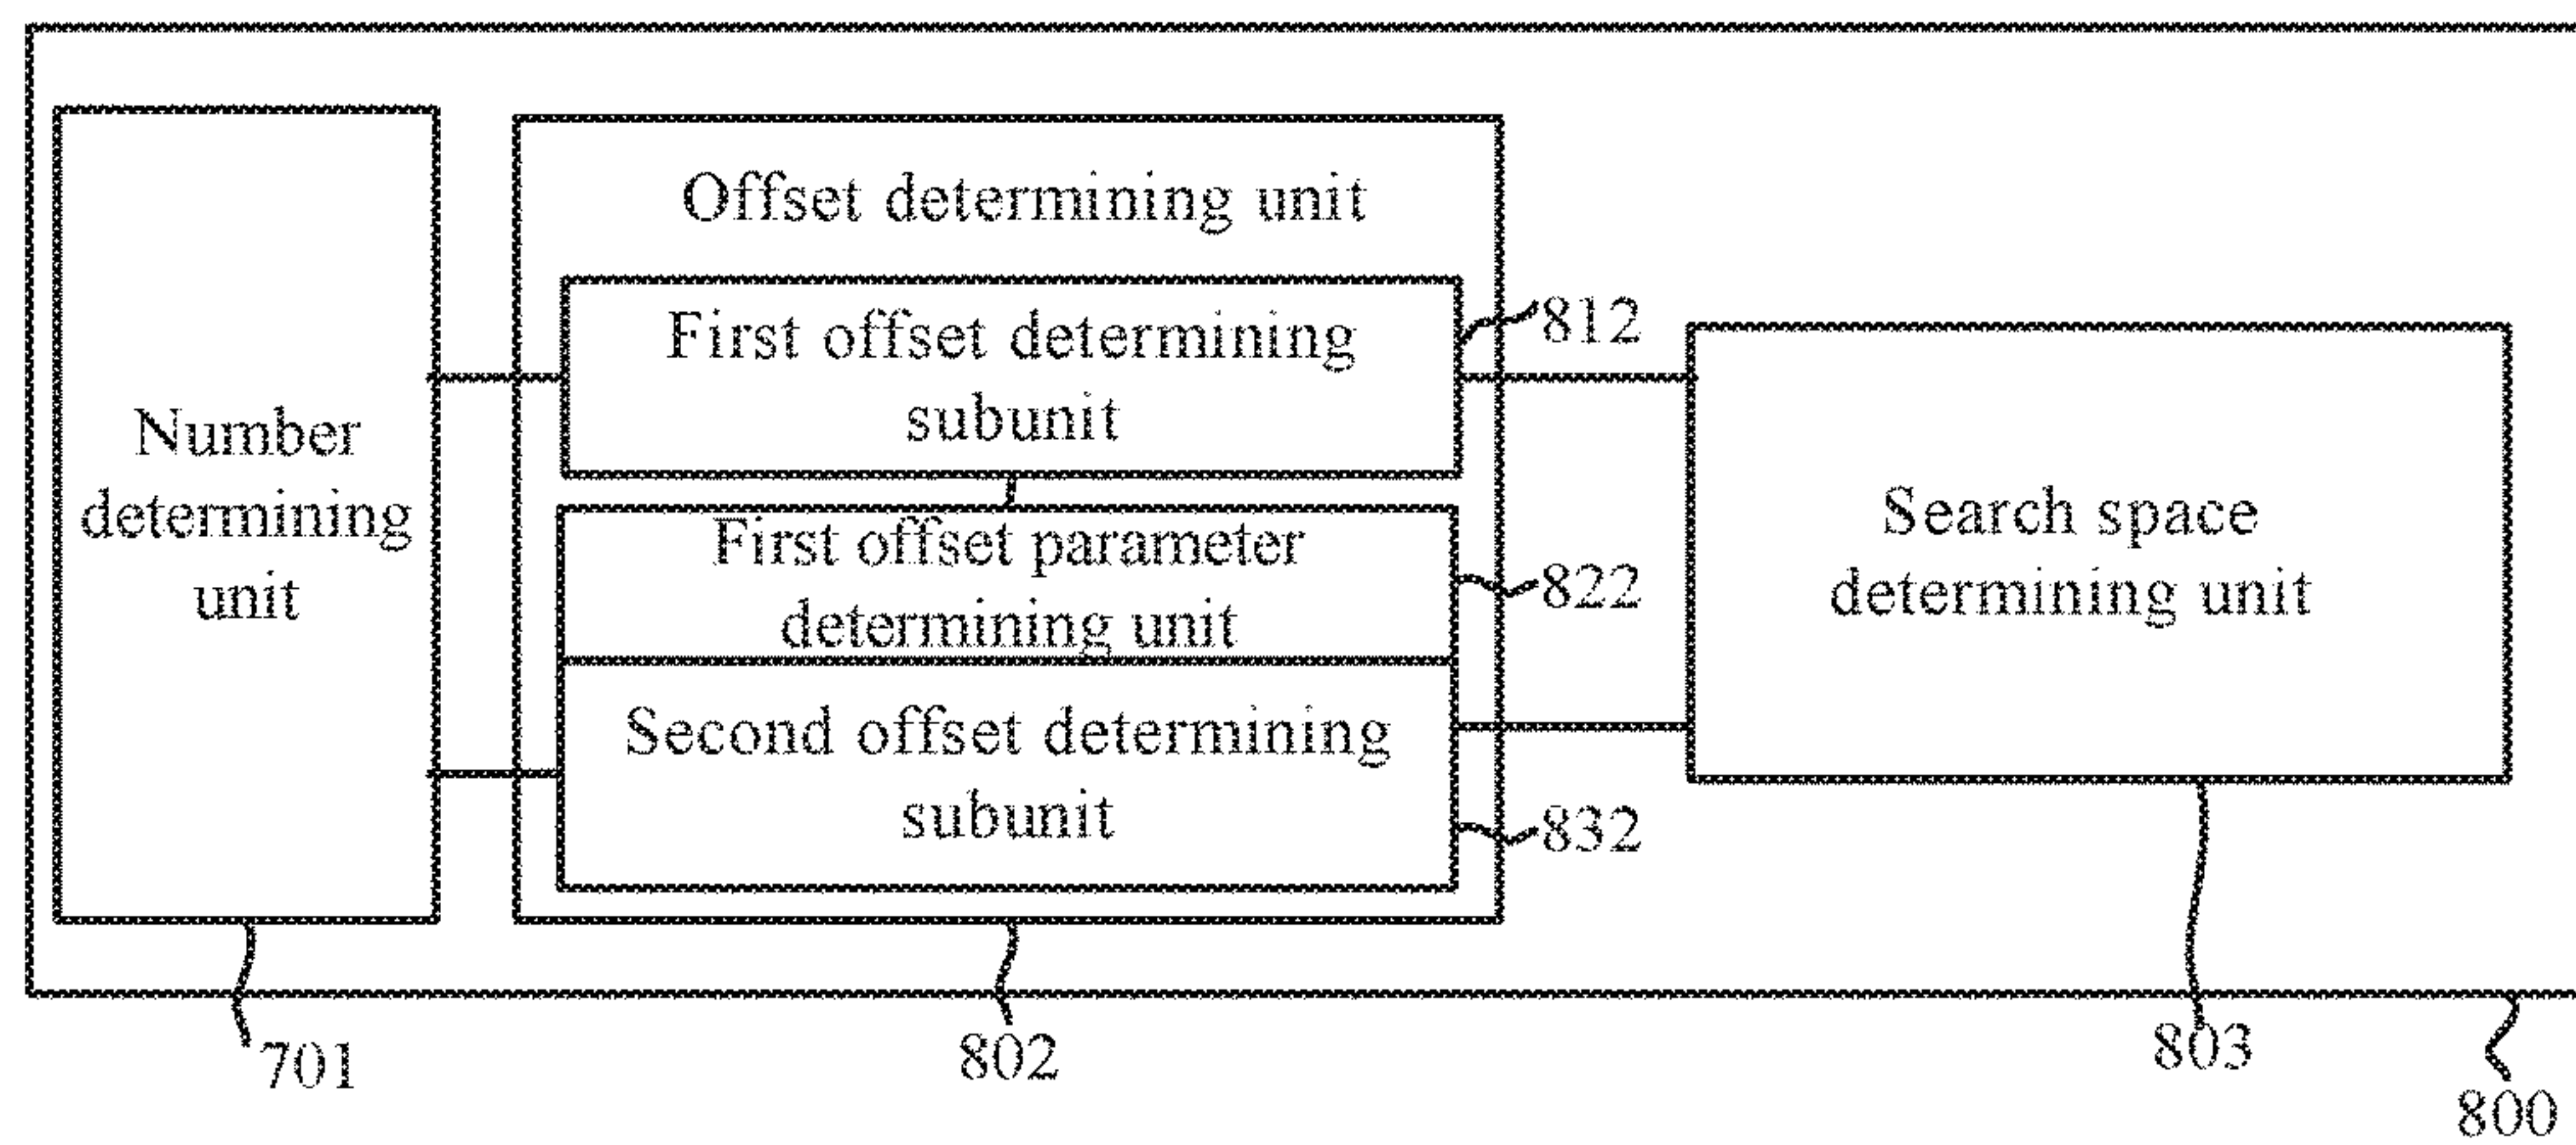 Number
determining
unit
Offset determining unit
First offset determining
subunit
First offset parameter
determining unit
Second offset determining
subunit
812
822
832
Search space
determining unit
701
802
803
800